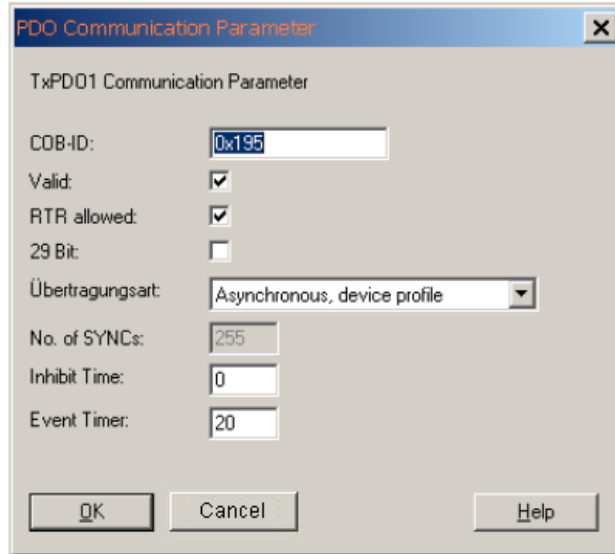 PDO Communication Parameter
TxPDO1 Communication Parameter
COB-ID: 0x195
Valid:
RTR allowed:
29 Bit:
Übertragungsart: Asynchronous, device profile
No. of SYNCs: 255
Inhibit Time: 0
Event Timer: 20
OK Cancel Help